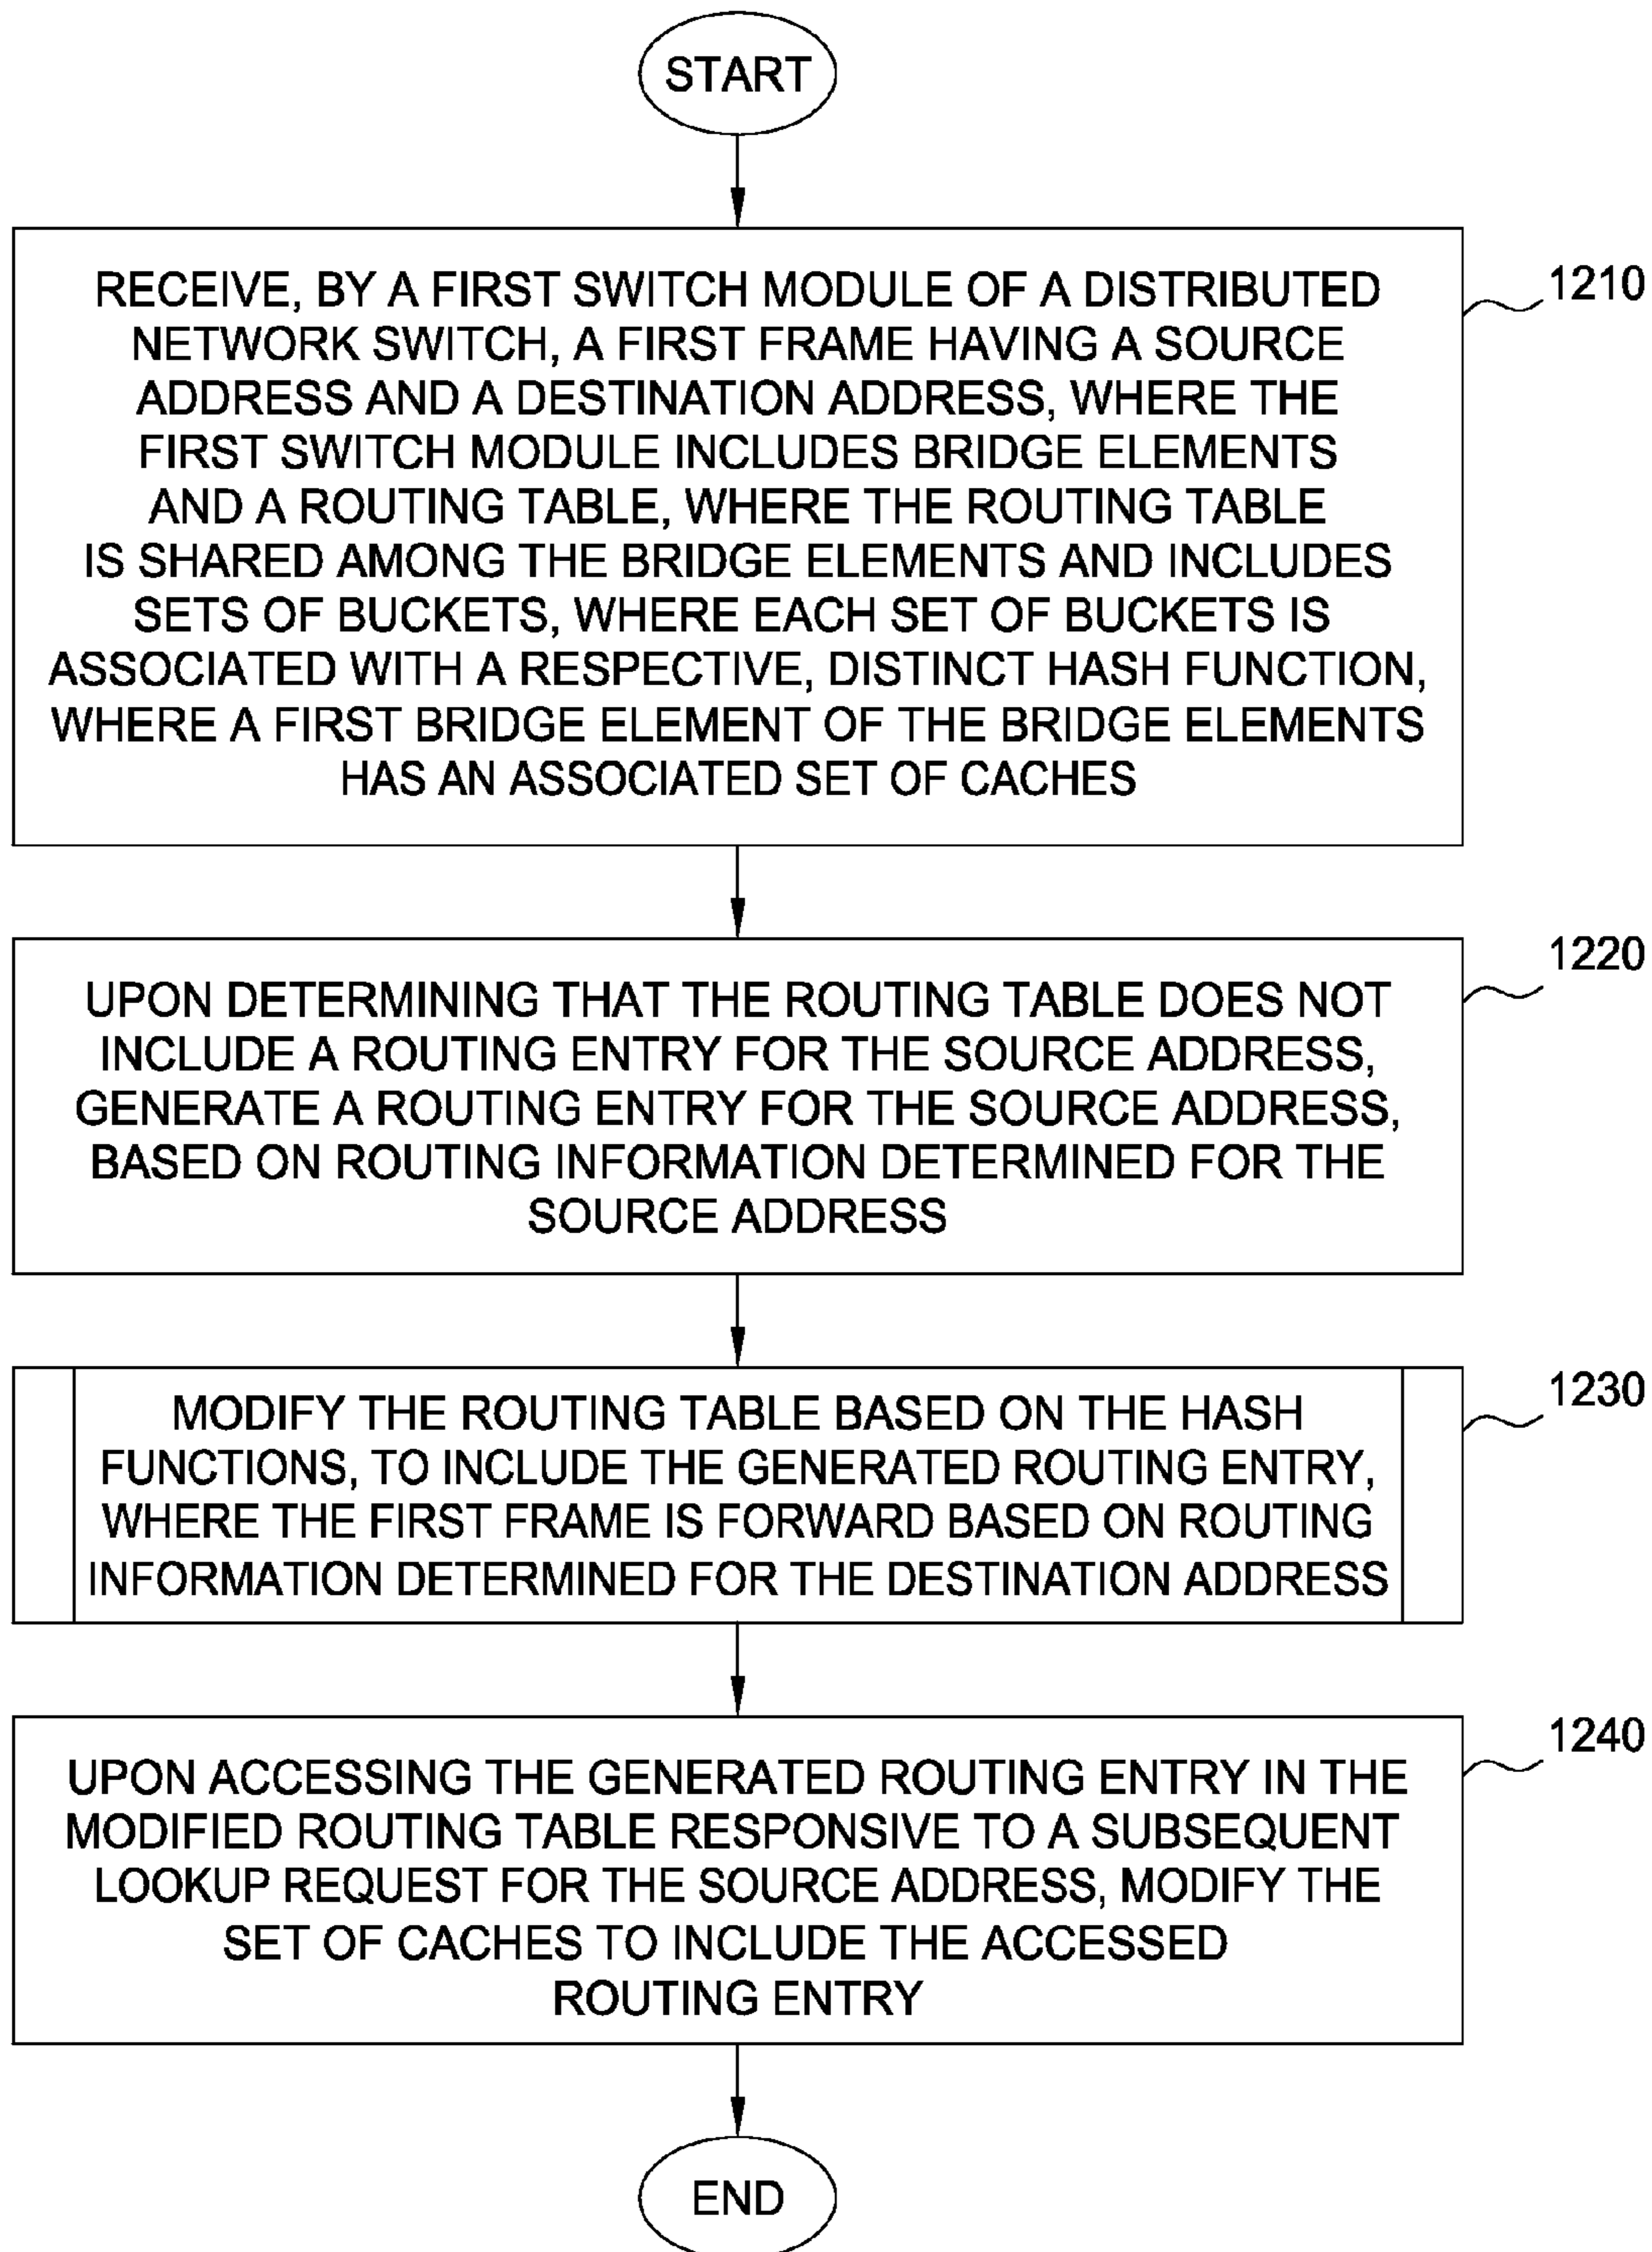 START
RECEIVE, BY A FIRST SWITCH MODULE OF A DISTRIBUTED
NETWORK SWITCH, A FIRST FRAME HAVING A SOURCE
ADDRESS AND A DESTINATION ADDRESS, WHERE THE
FIRST SWITCH MODULE INCLUDES BRIDGE ELEMENTS
AND A ROUTING TABLE, WHERE THE ROUTING TABLE
IS SHARED AMONG THE BRIDGE ELEMENTS AND INCLUDES
SETS OF BUCKETS, WHERE EACH SET OF BUCKETS IS
ASSOCIATED WITH A RESPECTIVE, DISTINCT HASH FUNCTION,
WHERE A FIRST BRIDGE ELEMENT OF THE BRIDGE ELEMENTS
HAS AN ASSOCIATED SET OF CACHES
1210
UPON DETERMINING THAT THE ROUTING TABLE DOES NOT
INCLUDE A ROUTING ENTRY FOR THE SOURCE ADDRESS,
GENERATE A ROUTING ENTRY FOR THE SOURCE ADDRESS,
BASED ON ROUTING INFORMATION DETERMINED FOR THE
SOURCE ADDRESS
1220
MODIFY THE ROUTING TABLE BASED ON THE HASH
FUNCTIONS, TO INCLUDE THE GENERATED ROUTING ENTRY,
WHERE THE FIRST FRAME IS FORWARD BASED ON ROUTING
INFORMATION DETERMINED FOR THE DESTINATION ADDRESS
1230
UPON ACCESSING THE GENERATED ROUTING ENTRY IN THE
MODIFIED ROUTING TABLE RESPONSIVE TO A SUBSEQUENT
LOOKUP REQUEST FOR THE SOURCE ADDRESS, MODIFY THE
SET OF CACHES TO INCLUDE THE ACCESSED
ROUTING ENTRY
1240
END